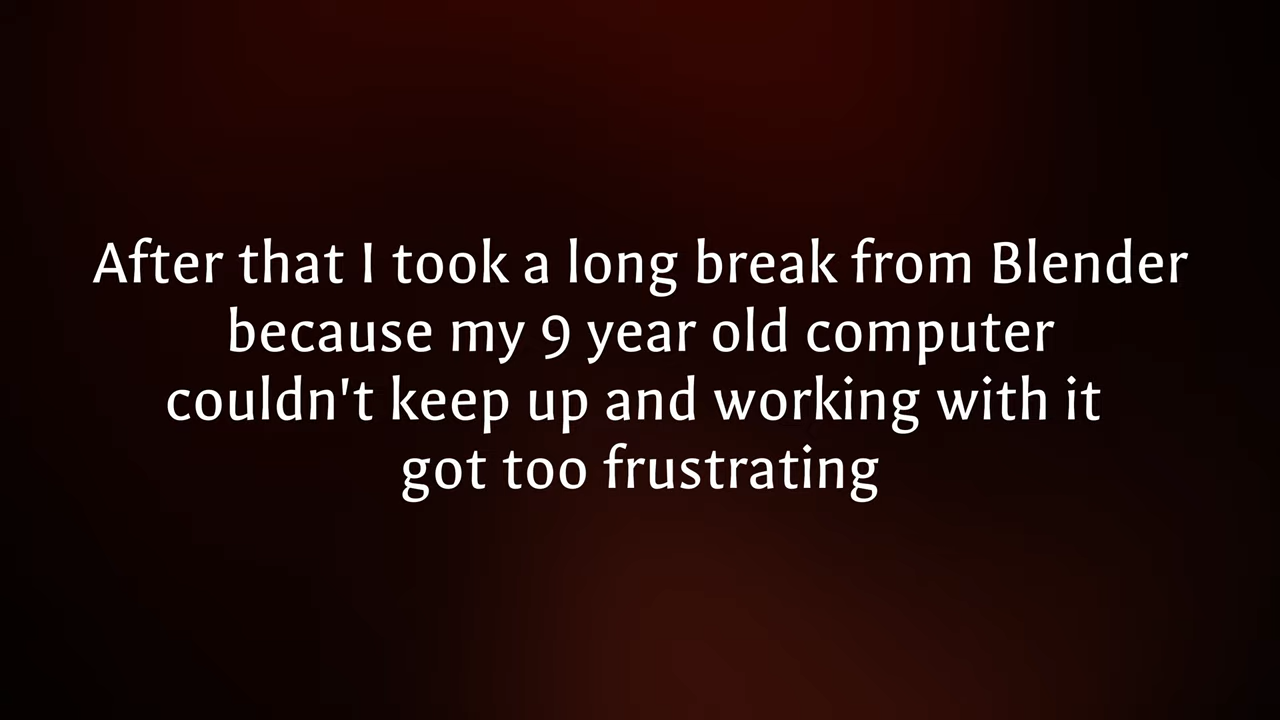 After that I took a long break from Blender
because my 9 year old computer
couldn't keep up and working with it
got too frustrating